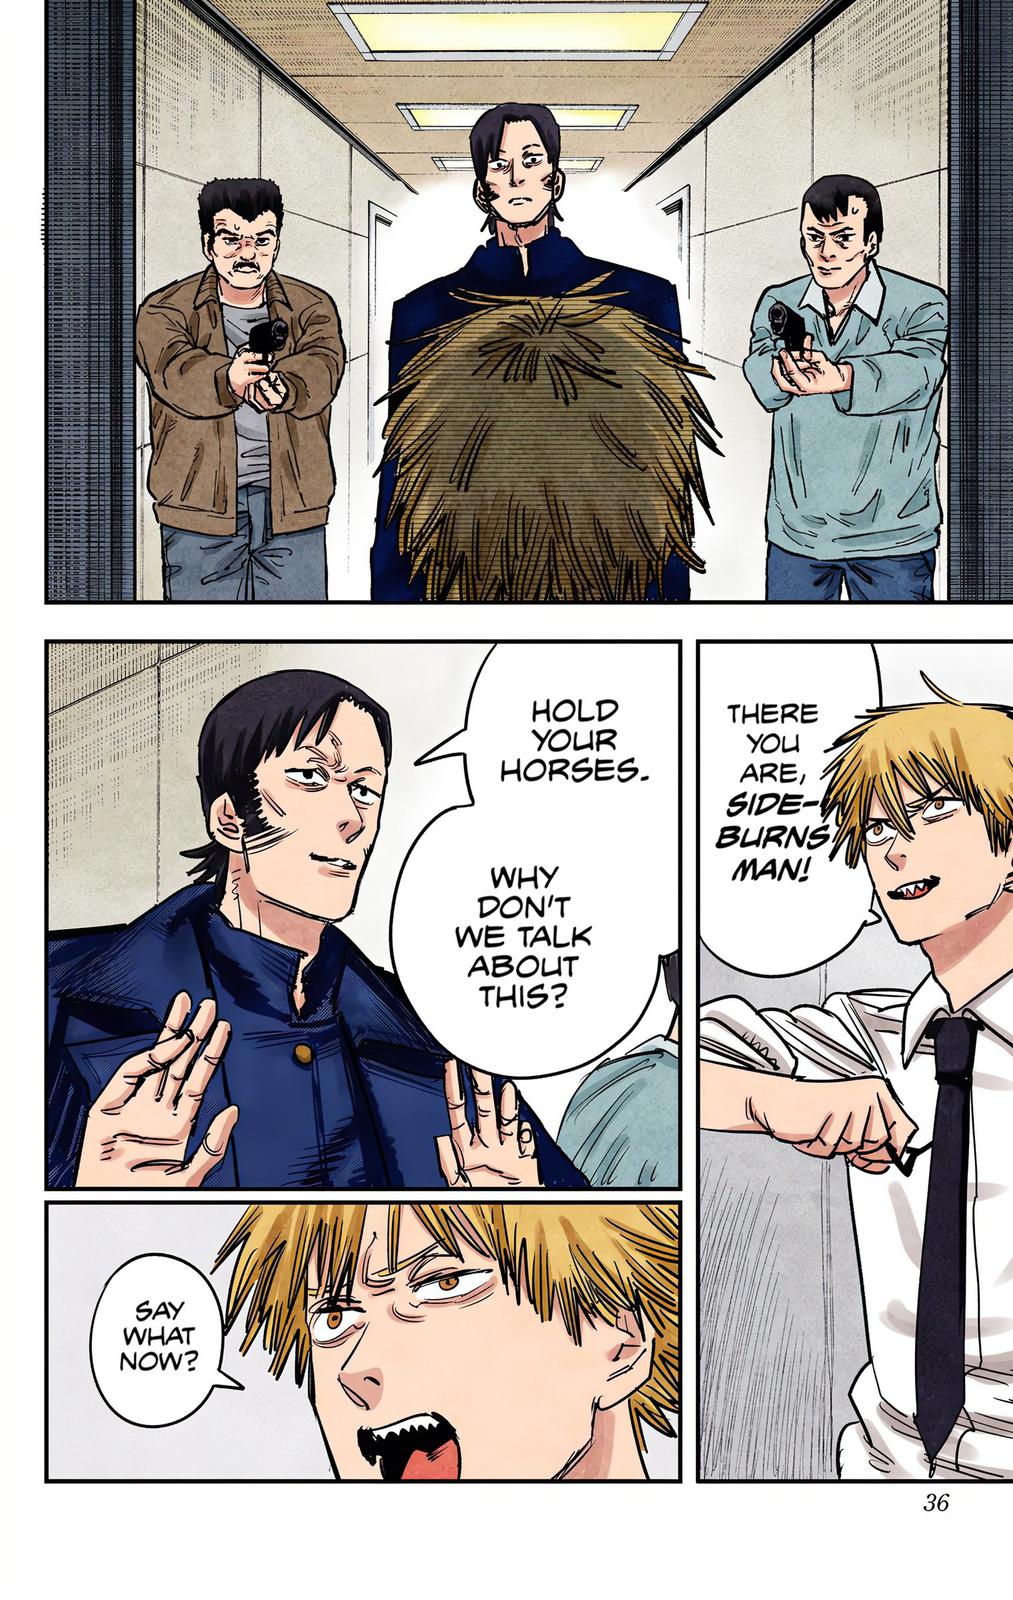 THERE
YOU
ARE,
SIDE-
BURNS
MAN!
HOLD
YOUR
HORSES.
WHY
DON'T
WE TALK
ABOUT
THIS?
SAY
WHAT
NOW?
36